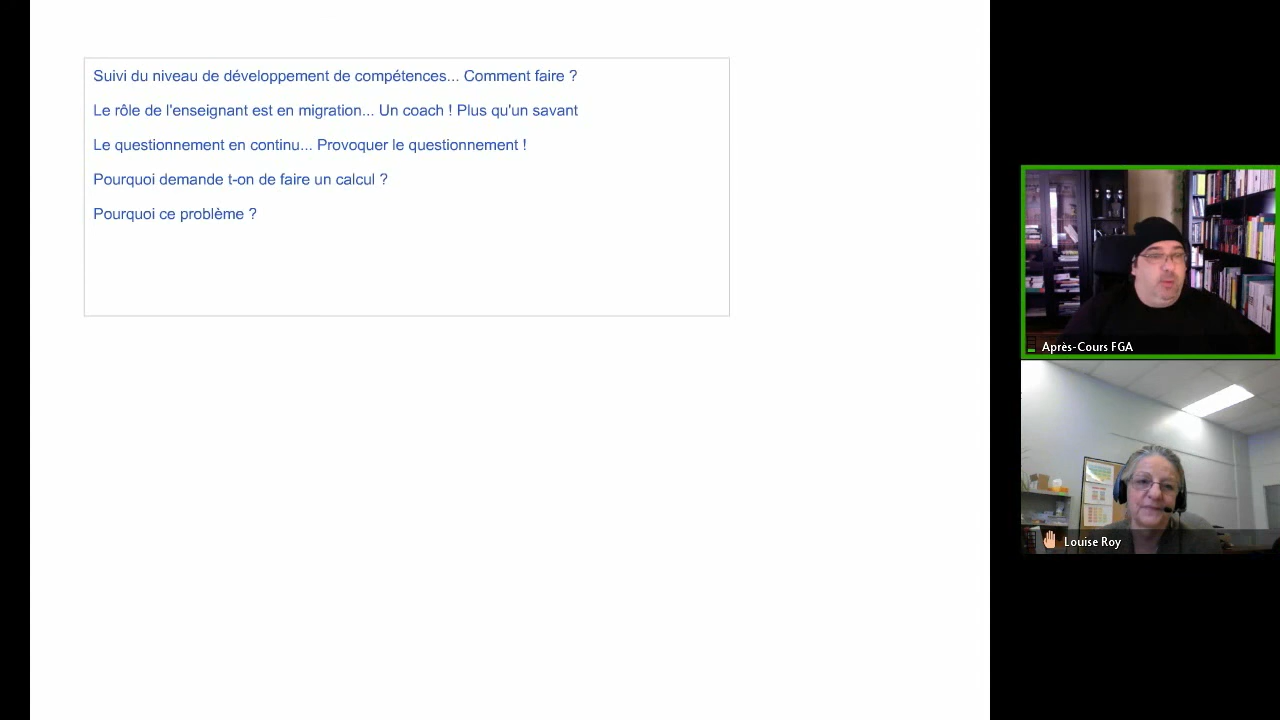 Suivi du niveau de développement de compétences... Comment faire ?
Le rôle de l'enseignant est en migration... Un coach ! Plus qu'un savant
Le questionnement en continu... Provoquer le questionnement !
Pourquoi demande t-on de faire un calcul ?
Pourquoi ce problème ?
Après-Cours FGA
Louise Roy